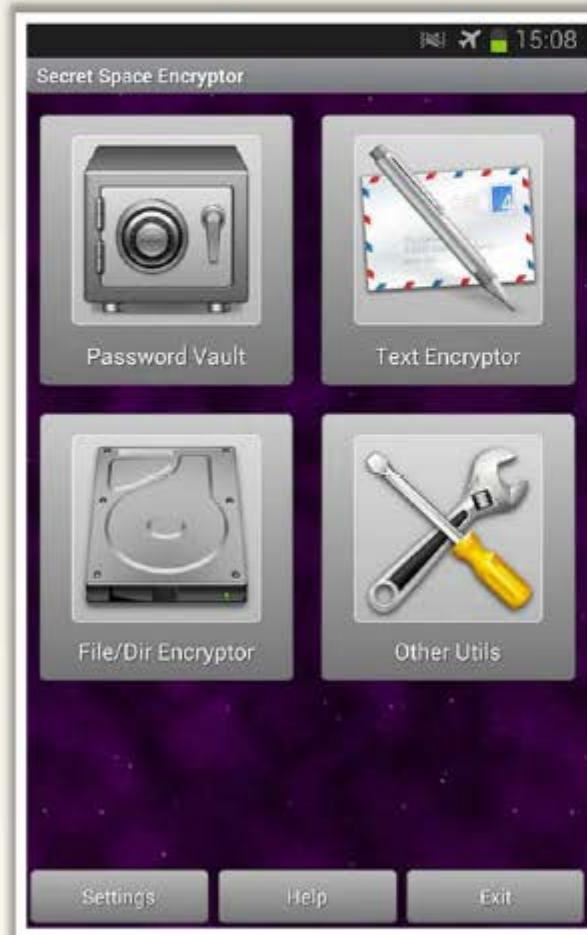 15:08
Secret Space Encryptor
Password Vault
Text Encryptor
File/Dir Encryptor
Other Utils
Settings
Help
Exit